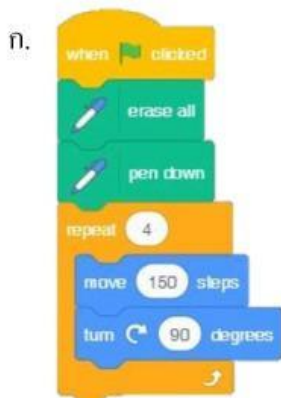 ก.
when clicked
erase all
pen down
repeat 4
move 150 steps
turn 90 degrees